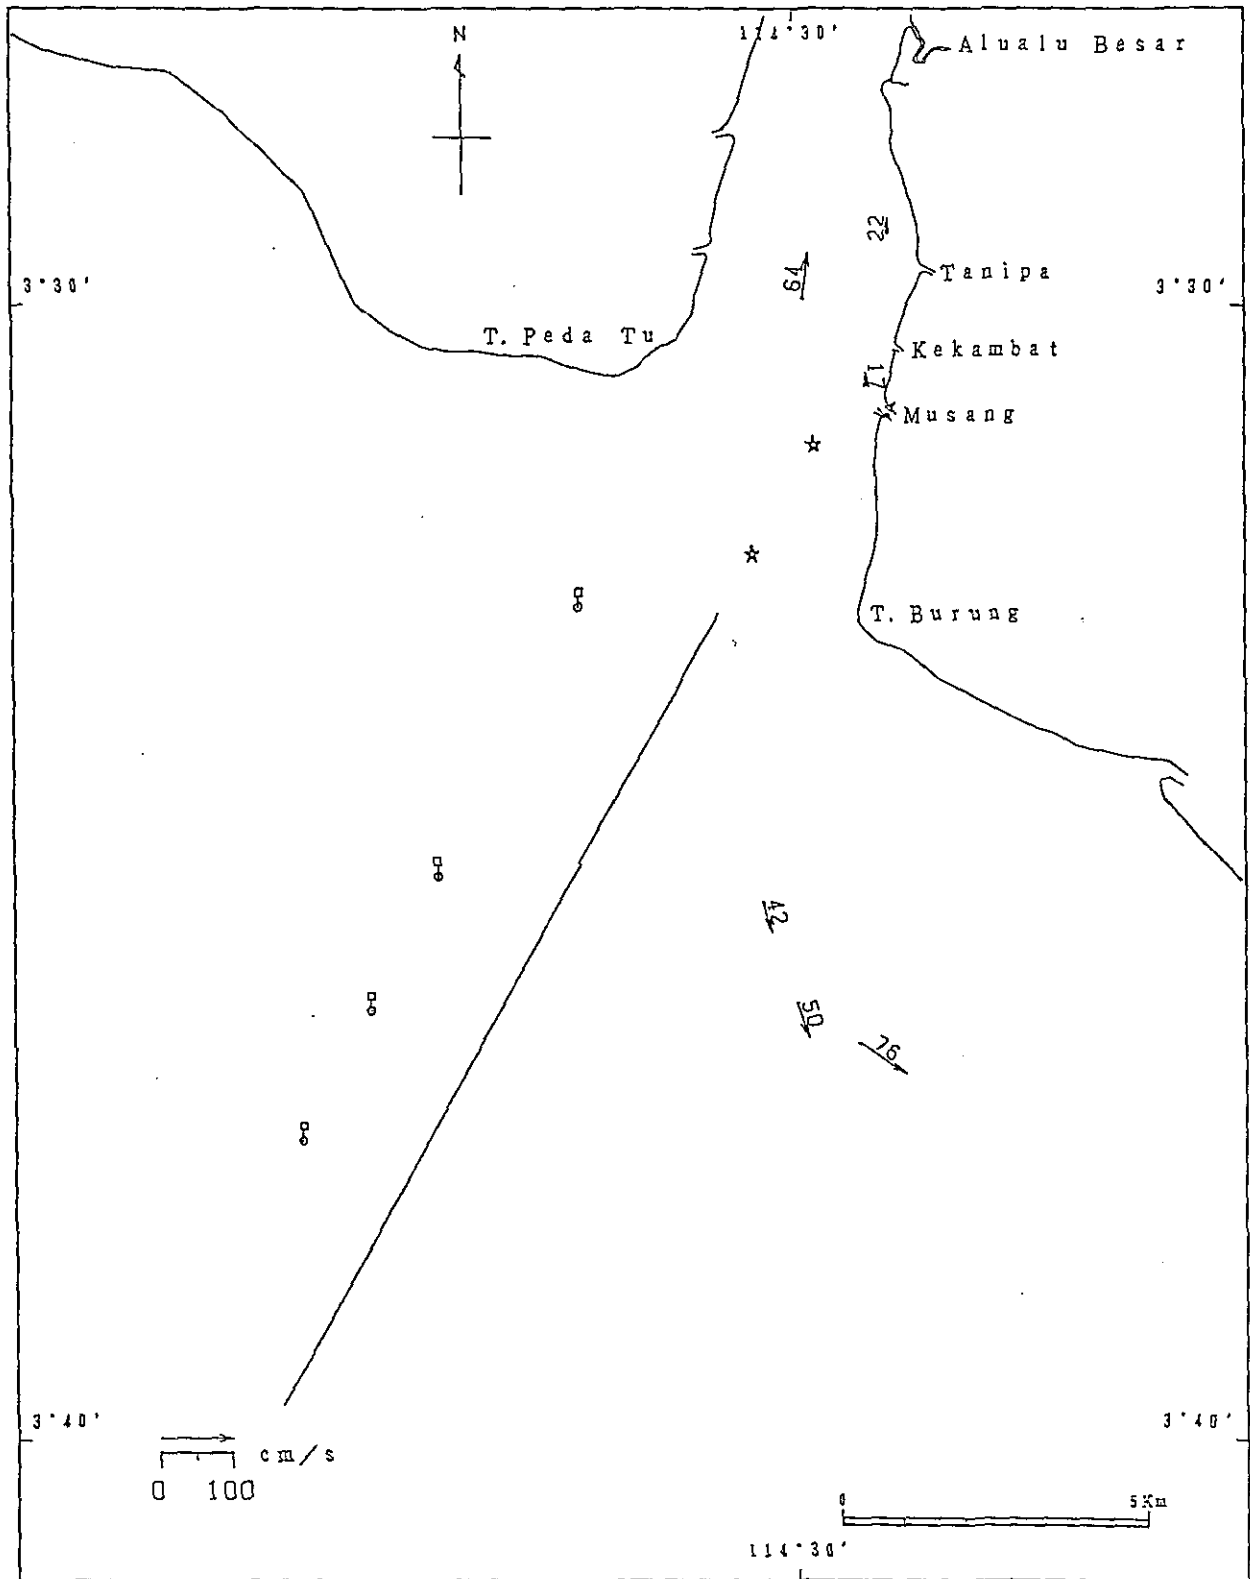 N
114°30'
Alualu Besar
22
Tanipa
3°30'
3°30'
64
T. Peda Tu
Kekambat
17
Musang
T. Burung
42
50
76
3°40'
3°40'
cm/s
0 100
0 5Km
114°30'